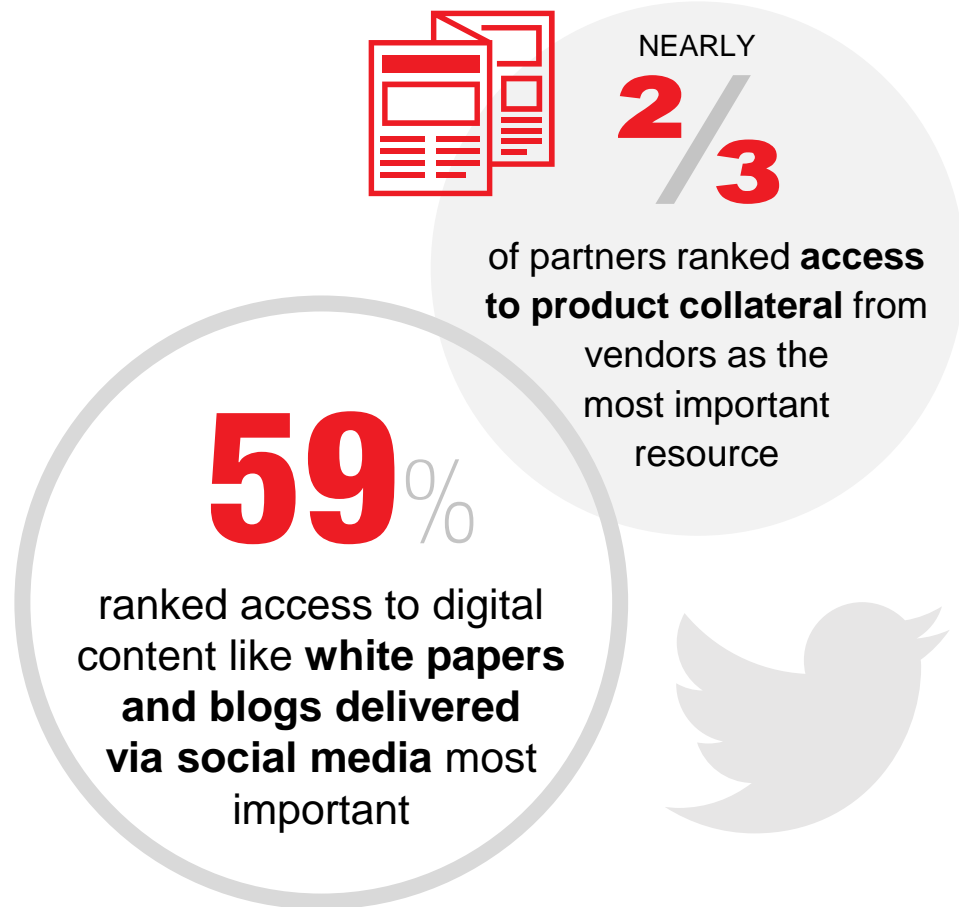 NEARLY
2/3
of partners ranked access
to product collateral from
vendors as the
most important
resource
59%
ranked access to digital
content like white papers
and blogs delivered
via social media most
important